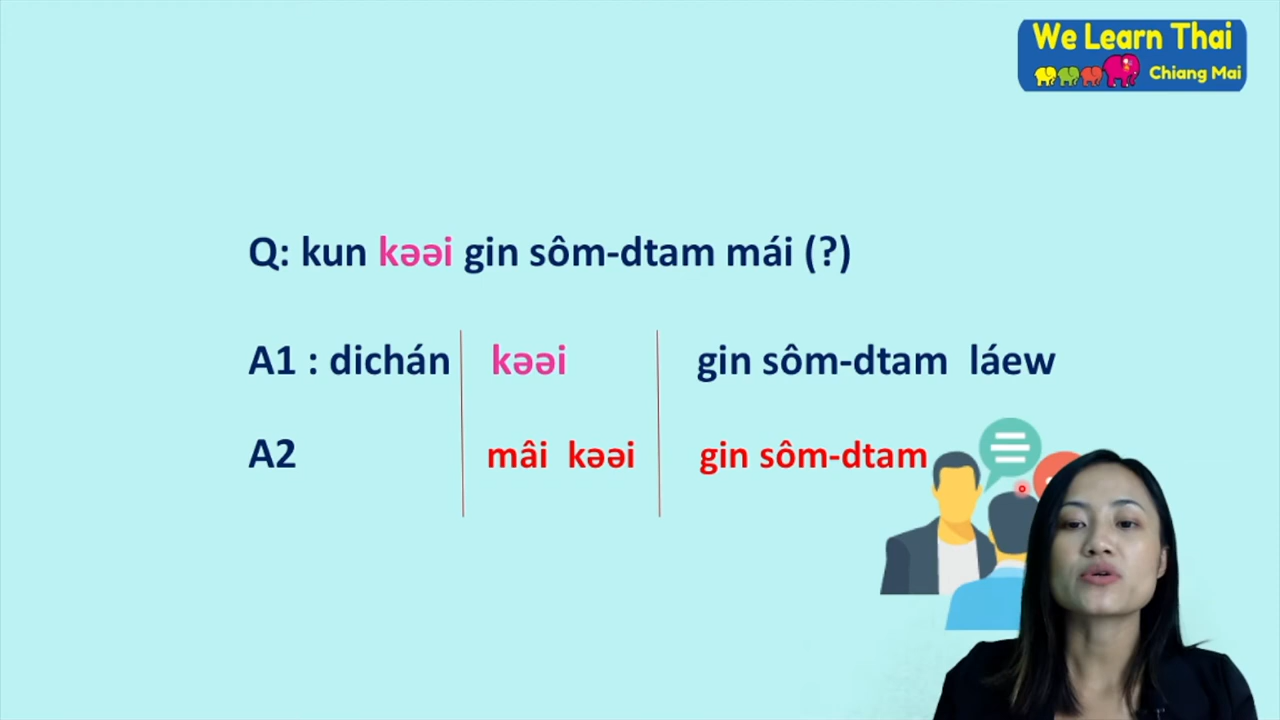 We Learn Thai
Chiang Mai
Q: kun kəəi gin sôm-dtam mái (?)
A1 : dichán kəəi gin sôm-dtam láew
A2 mâi kəəi gin sôm-dtam